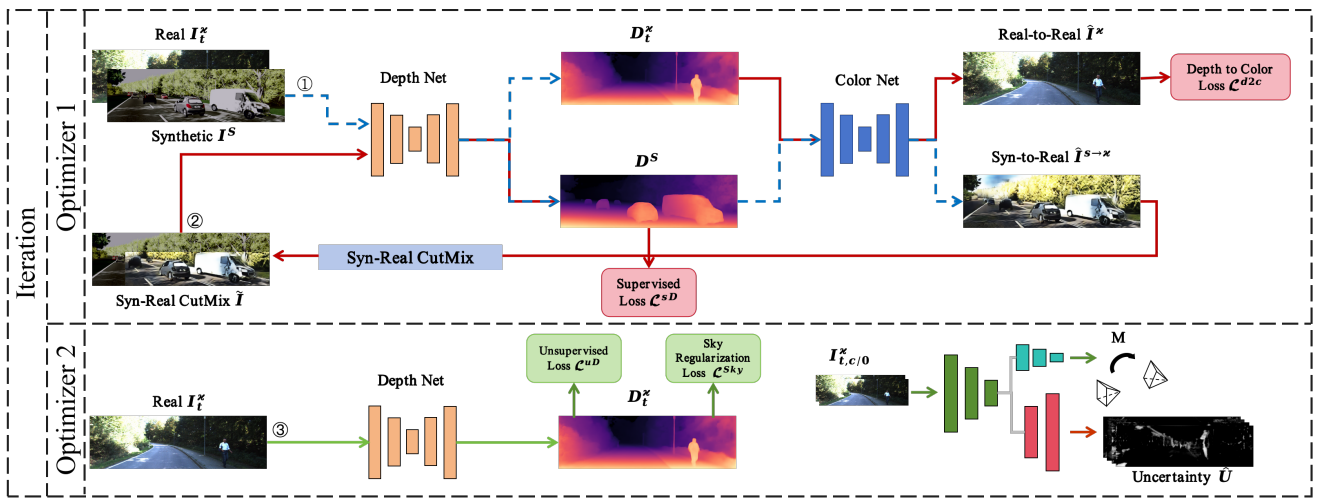 Iteration
Optimizer 1
Real I_t^ϰ
①
Synthetic I^S
Depth Net
D_t^ϰ
D^S
Color Net
Real-to-Real Î^ϰ
Depth to Color
Loss 𝓛^{d2c}
Syn-to-Real Î^{S→ϰ}
②
Syn-Real CutMix
Syn-Real CutMix Ĩ
Supervised
Loss 𝓛^{sD}
Optimizer 2
Real I_t^ϰ
③
Depth Net
Unsupervised
Loss 𝓛^{uD}
Sky
Regularization
Loss 𝓛^{Sky}
D_t^ϰ
I_{t,c/0}^ϰ
M
Uncertainty Û